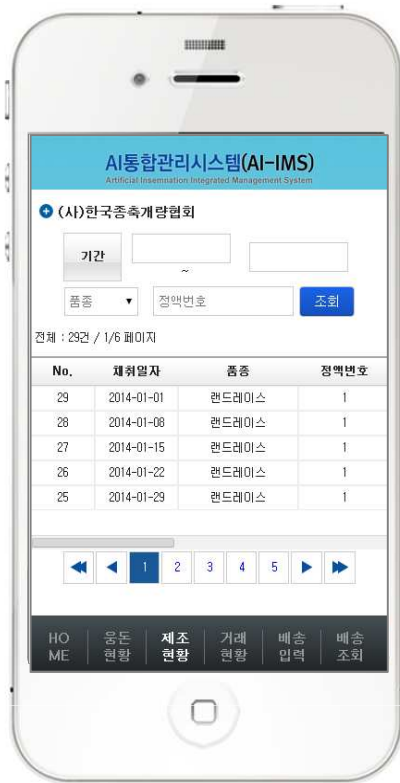 AI통합관리시스템(AI-IMS)
Artificial Insemnation Integrated Management System
(사)한국종축개량협회
기간
~
품종 ▼ 정액번호 조회
전체 : 29건 / 1/6 페이지
No. 채취일자 품종 정액번호
29 2014-01-01 랜드레이스 1
28 2014-01-08 랜드레이스 1
27 2014-01-15 랜드레이스 1
26 2014-01-22 랜드레이스 1
25 2014-01-29 랜드레이스 1
1 2 3 4 5
HO 웅돈 제조 거래 배송 배송
ME 현황 현황 현황 입력 조회